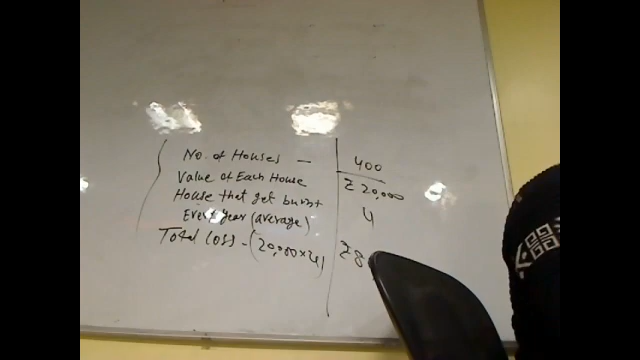 No. of Houses — 400
Value of Each House ₹ 20,000
House that get burnt
Every year (average) 4
Total loss - (20,000×4) ₹8